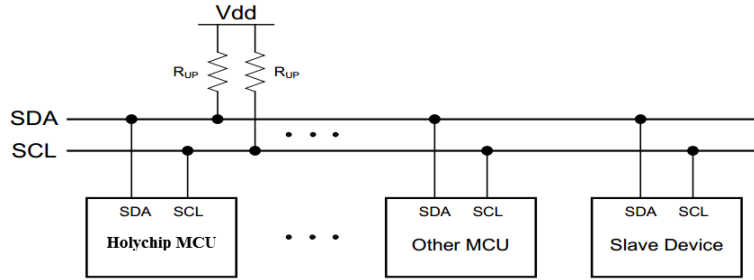 Vdd
RUP RUP
SDA
SCL
SDA SCL SDA SCL SDA SCL
Holychip MCU Other MCU Slave Device